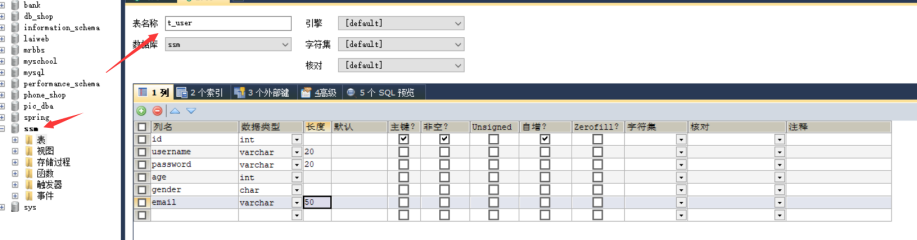 bank
db_shop
information_schema
laiweb
mrbbs
myschool
mysql
performance_schema
phone_shop
pic_dba
spring
ssm
表
视图
存储过程
函数
触发器
事件
sys
表名称 t_user 引擎 [default]
数据库 ssm 字符集 [default]
核对 [default]
1 列 2 个索引 3 个外部键 4高级 5 个 SQL 预览
列名 数据类型 长度 默认 主键? 非空? Unsigned 自增? Zerofill? 字符集 核对 注释
id int
username varchar 20
password varchar 20
age int
gender char
email varchar 50